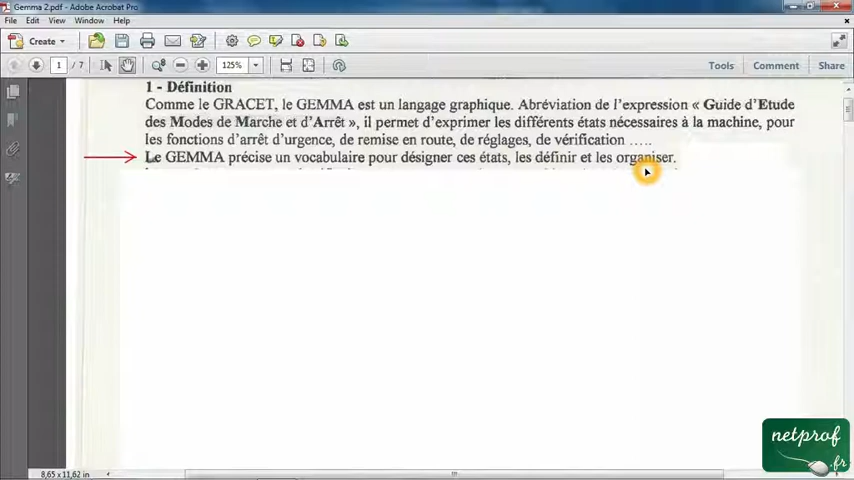 Gemma 2.pdf - Adobe Acrobat Pro
File Edit View Window Help
Create
1 / 7 125% Tools Comment Share
1 - Définition
Comme le GRACET, le GEMMA est un langage graphique. Abréviation de l'expression « Guide d'Etude
des Modes de Marche et d'Arrêt », il permet d'exprimer les différents états nécessaires à la machine, pour
les fonctions d'arrêt d'urgence, de remise en route, de réglages, de vérification …..
Le GEMMA précise un vocabulaire pour désigner ces états, les définir et les organiser.
netprof
.fr
8,65 x 11,62 in